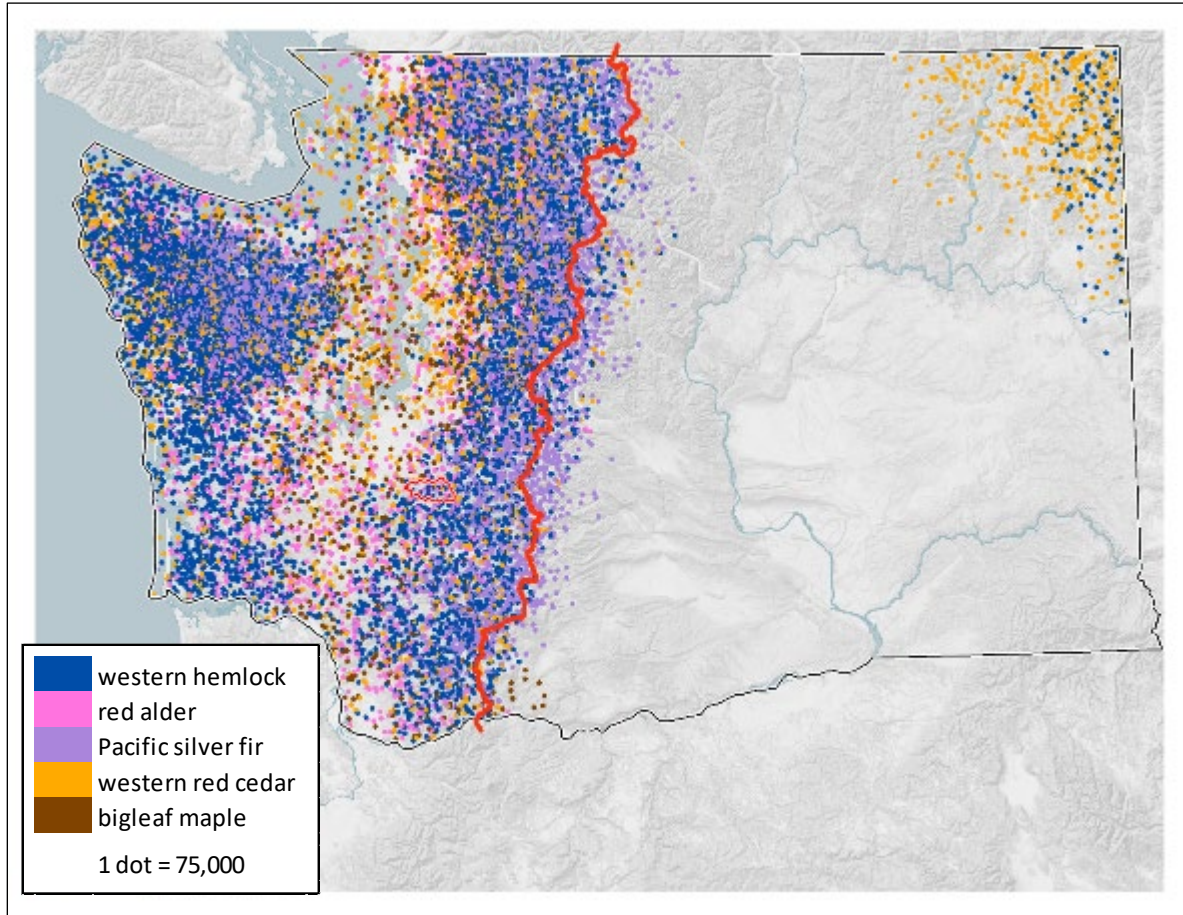 western hemlock
red alder
Pacific silver fir
western red cedar
bigleaf maple
1 dot = 75,000